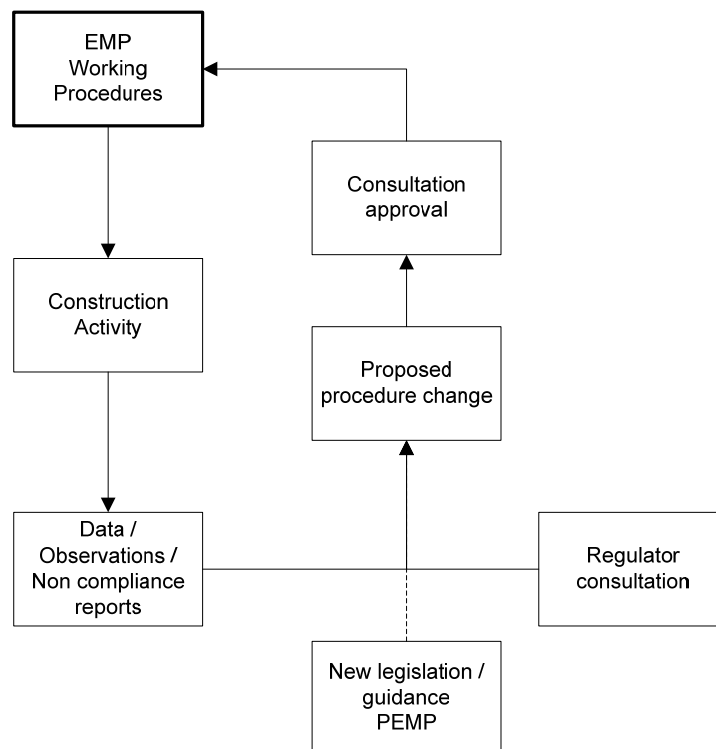 EMP
Working
Procedures
Consultation
approval
Construction
Activity
Proposed
procedure change
Data /
Observations /
Non compliance
reports
Regulator
consultation
New legislation /
guidance
PEMP